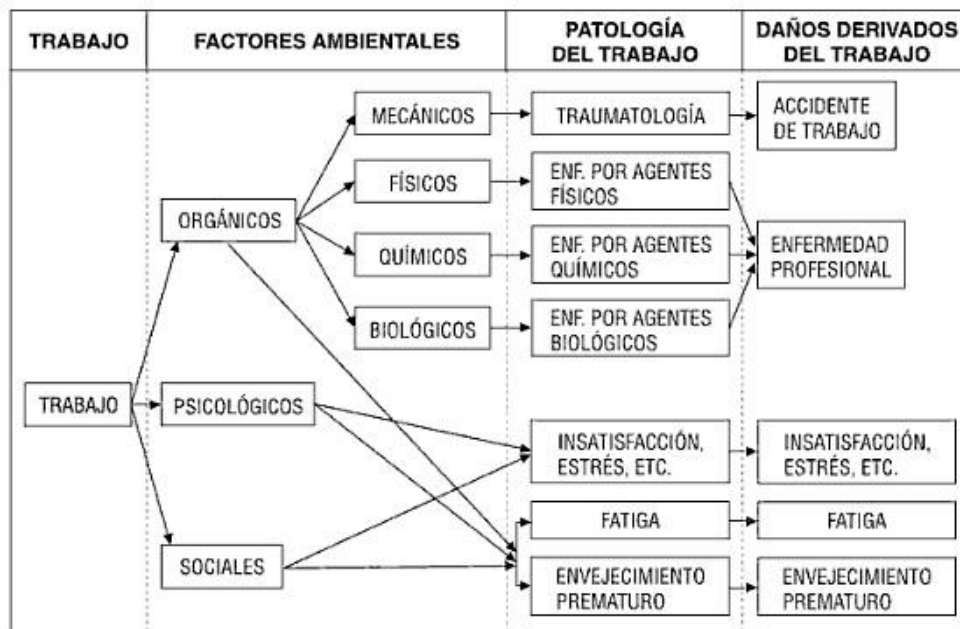 TRABAJO
FACTORES AMBIENTALES
PATOLOGÍA
DEL TRABAJO
DAÑOS DERIVADOS
DEL TRABAJO
MECÁNICOS
TRAUMATOLOGÍA
ACCIDENTE
DE TRABAJO
FÍSICOS
ENF. POR AGENTES
FÍSICOS
ORGÁNICOS
QUÍMICOS
ENF. POR AGENTES
QUÍMICOS
ENFERMEDAD
PROFESIONAL
BIOLÓGICOS
ENF. POR AGENTES
BIOLÓGICOS
TRABAJO
PSICOLÓGICOS
INSATISFACCIÓN,
ESTRÉS, ETC.
INSATISFACCIÓN,
ESTRÉS, ETC.
FATIGA
FATIGA
SOCIALES
ENVEJECIMIENTO
PREMATURO
ENVEJECIMIENTO
PREMATURO